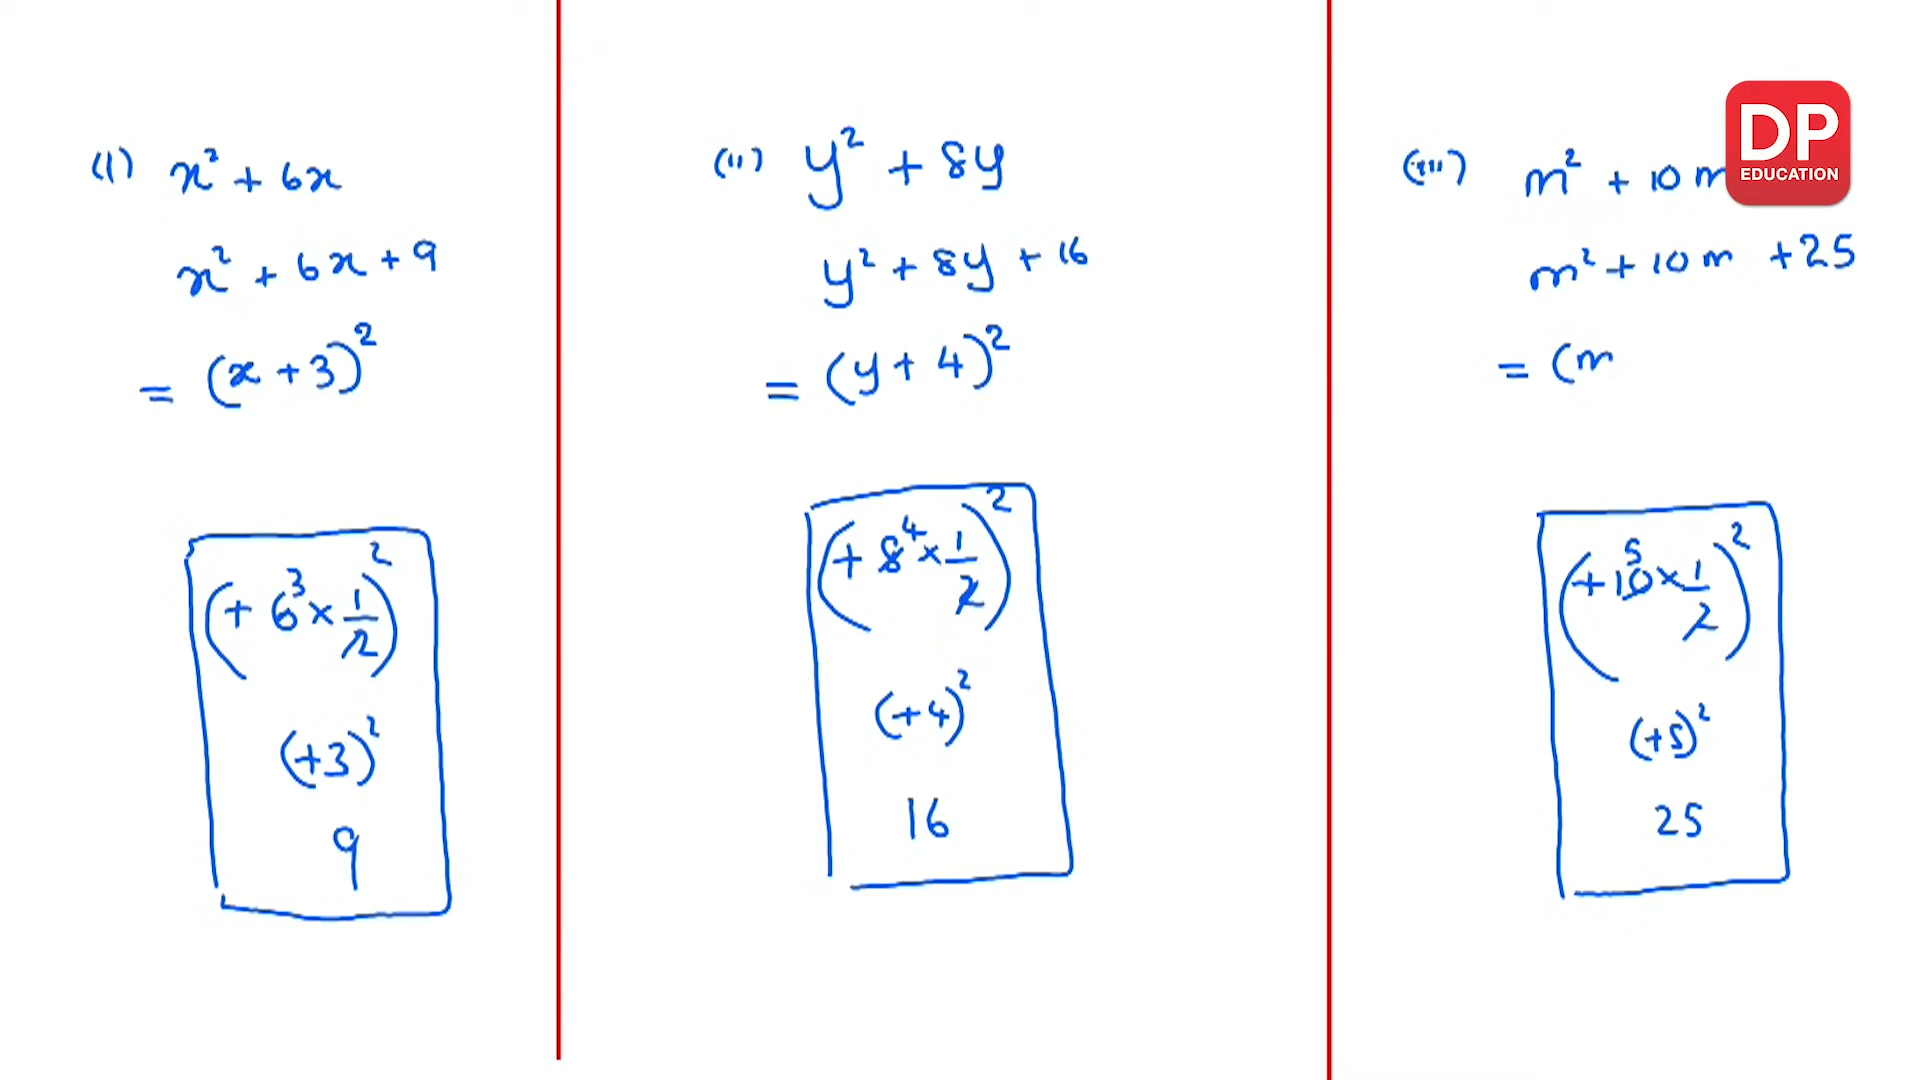 (i) x² + 6x
x² + 6x + 9
= (x + 3)²
(+ 6³ × 1/2)²
(+3)²
9
(ii) y² + 8y
y² + 8y + 16
= (y + 4)²
(+ 8⁴ × 1/2)²
(+4)²
16
(iii) m² + 10m
m² + 10m + 25
= (m
(+ 10⁵ × 1/2)²
(+5)²
25
DP
EDUCATION